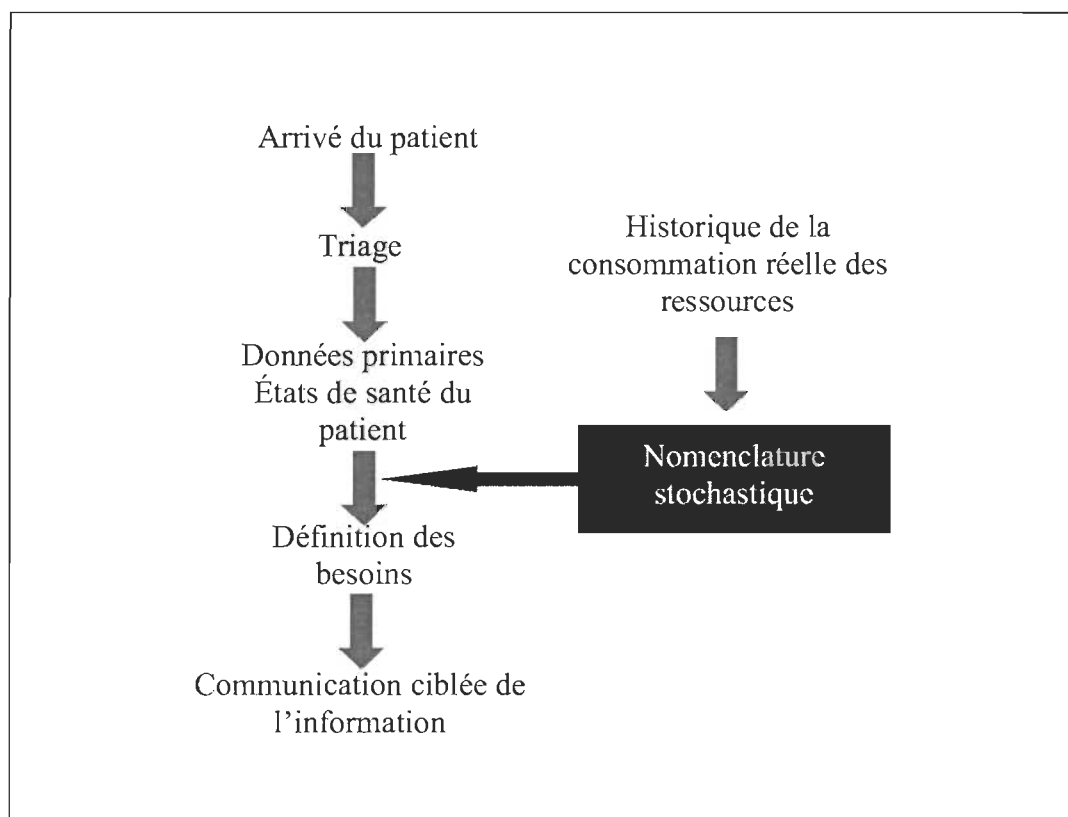 Arrivé du patient
Triage
Données primaires
États de santé du
patient
Définition des
besoins
Communication ciblée de
l'information
Historique de la
consommation réelle des
ressources
Nomenclature
stochastique